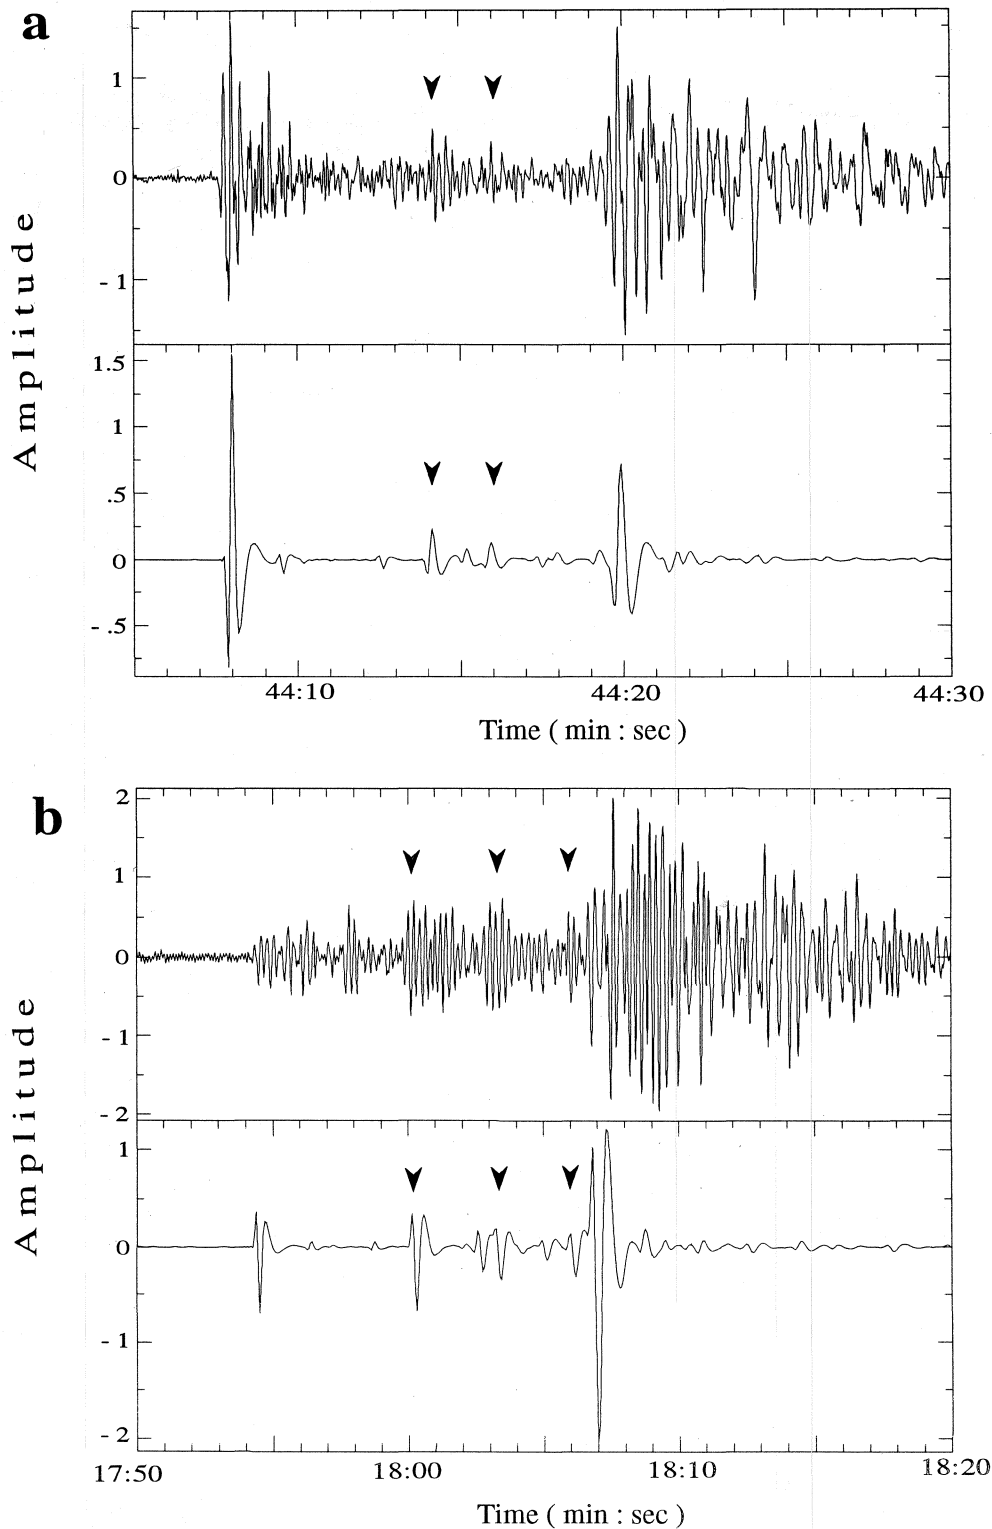 a
1
0
- 1
1.5
1
.5
0
- .5
Amplitude
44:10 44:20 44:30
Time ( min : sec )
b
2
1
0
- 1
- 2
1
0
- 1
- 2
Amplitude
17:50 18:00 18:10 18:20
Time ( min : sec )